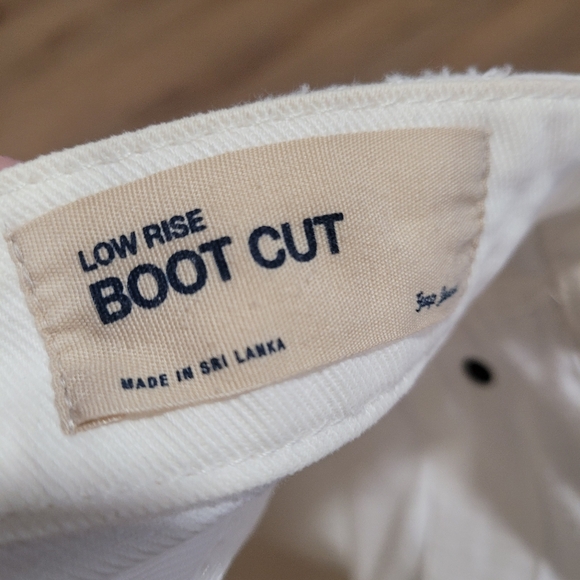 LOW RISE
BOOT CUT
MADE IN SRI LANKA